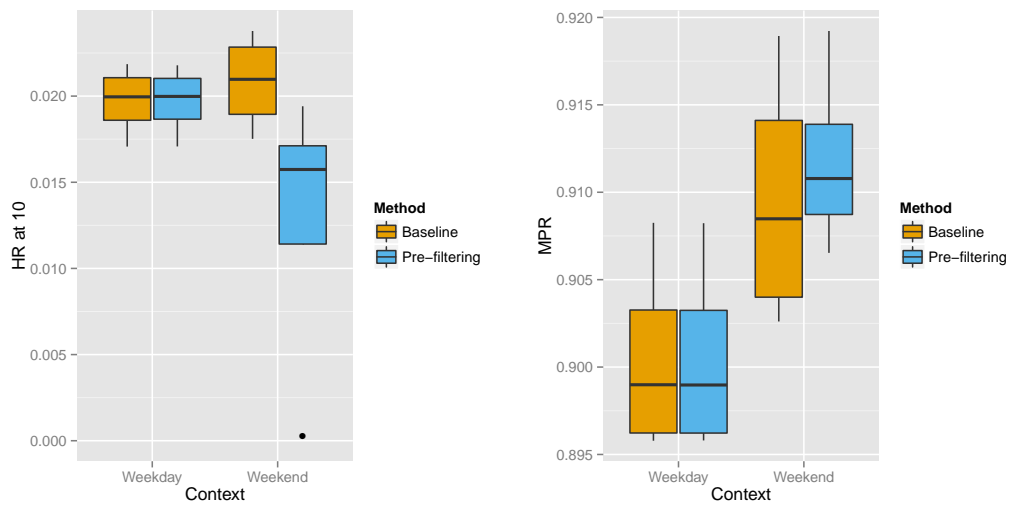 HR at 10
0.020
0.015
0.010
0.005
0.000
Weekday
Weekend
Context
Method
Baseline
Pre−filtering
MPR
0.920
0.915
0.910
0.905
0.900
0.895
Weekday
Weekend
Context
Method
Baseline
Pre−filtering